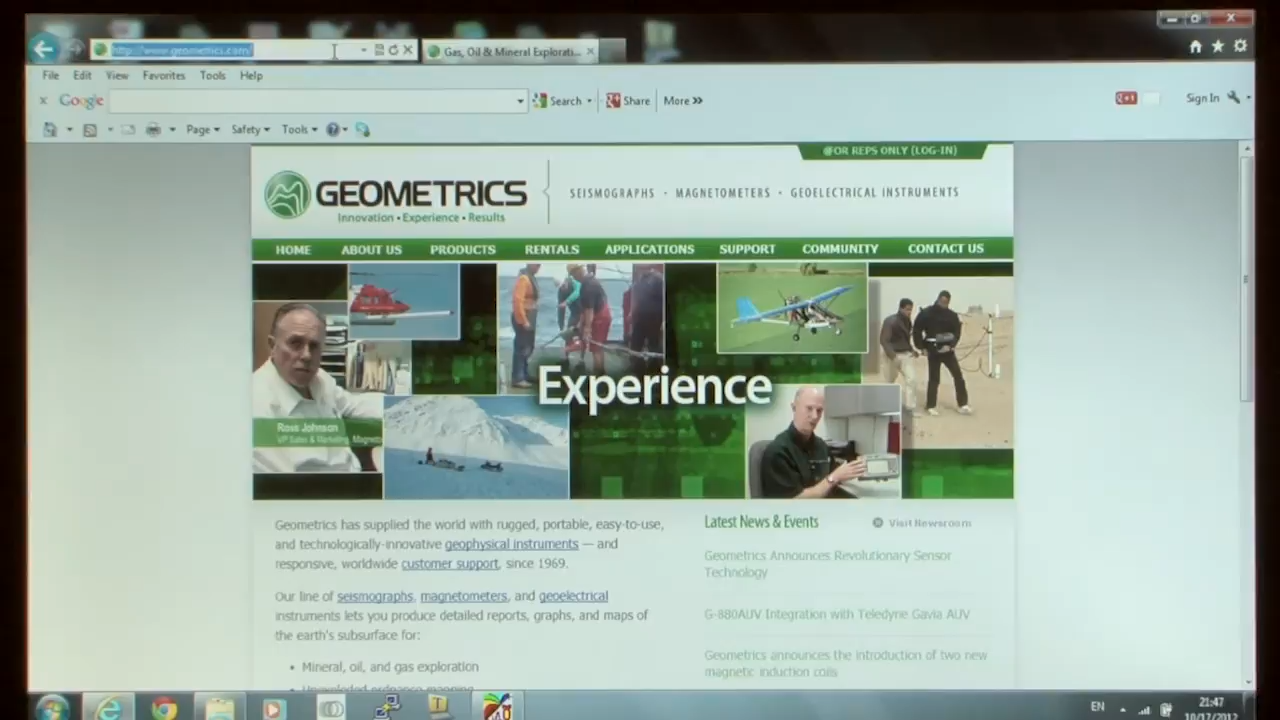 http://www.geometrics.com/
Gas, Oil & Mineral Explorati...
File Edit View Favorites Tools Help
x Google Search Share More »
Sign In
Page Safety Tools
FOR REPS ONLY (LOG-IN)
GEOMETRICS
Innovation • Experience • Results
SEISMOGRAPHS • MAGNETOMETERS • GEOELECTRICAL INSTRUMENTS
HOME ABOUT US PRODUCTS RENTALS APPLICATIONS SUPPORT COMMUNITY CONTACT US
Experience
Ross Johnson
VP Sales & Marketing, Magneto
Geometrics has supplied the world with rugged, portable, easy-to-use,
and technologically-innovative geophysical instruments — and
responsive, worldwide customer support, since 1969.
Our line of seismographs, magnetometers, and geoelectrical
instruments lets you produce detailed reports, graphs, and maps of
the earth's subsurface for:
• Mineral, oil, and gas exploration
Unexploded ordnance mapping
Latest News & Events
Visit Newsroom
Geometrics Announces Revolutionary Sensor
Technology
G-880AUV Integration with Teledyne Gavia AUV
Geometrics announces the introduction of two new
magnetic induction coils
EN
21:47
10/17/2012